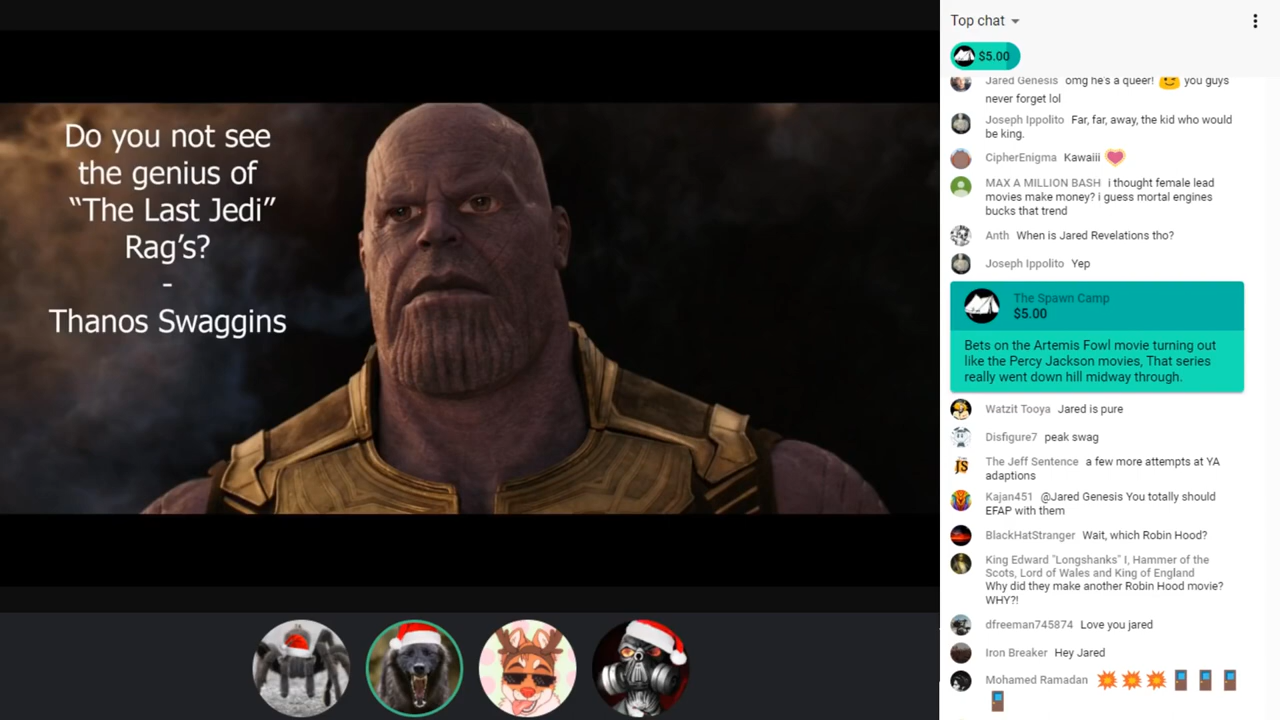 Do you not see
the genius of
“The Last Jedi”
Rag’s?
-
Thanos Swaggins
Top chat
$5.00
Jared Genesis omg he's a queer! you guys
never forget lol
Joseph Ippolito Far, far, away, the kid who would
be king.
CipherEnigma Kawaiii
MAX A MILLION BASH i thought female lead
movies make money? i guess mortal engines
bucks that trend
Anth When is Jared Revelations tho?
Joseph Ippolito Yep
The Spawn Camp
$5.00
Bets on the Artemis Fowl movie turning out
like the Percy Jackson movies, That series
really went down hill midway through.
Watzit Tooya Jared is pure
Disfigure7 peak swag
JS
The Jeff Sentence a few more attempts at YA
adaptions
Kajan451 @Jared Genesis You totally should
EFAP with them
BlackHatStranger Wait, which Robin Hood?
King Edward "Longshanks" I, Hammer of the
Scots, Lord of Wales and King of England
Why did they make another Robin Hood movie?
WHY?!
dfreeman745874 Love you jared
Iron Breaker Hey Jared
Mohamed Ramadan